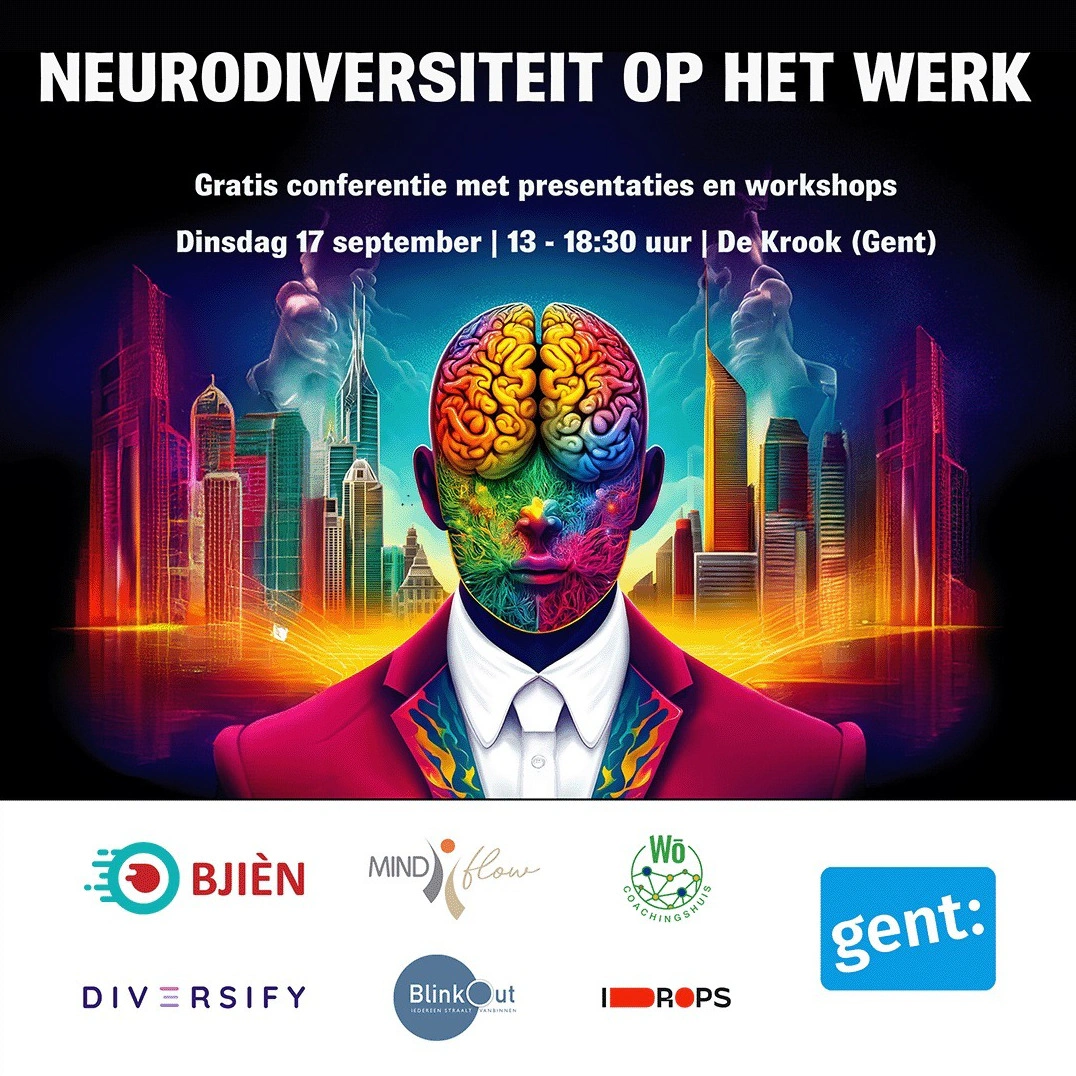 NEURODIVERSITEIT OP HET WERK
Gratis conferentie met presentaties en workshops
Dinsdag 17 september | 13 - 18:30 uur | De Krook (Gent)
BJIÈN
MIND flow
Wō
COACHINGSHUIS
gent:
DIVERSIFY
BlinkOut
IEDEREEN STRAALT VANBINNEN
IDROPS